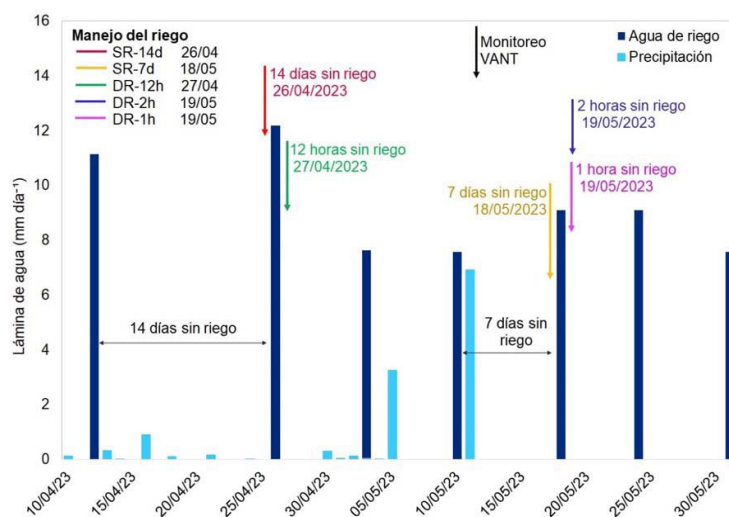 16
14
12
10
8
6
4
2
0
Lámina de agua (mm día⁻¹)
Manejo del riego
SR-14d 26/04
SR-7d 18/05
DR-12h 27/04
DR-2h 19/05
DR-1h 19/05
Monitoreo
VANT
Agua de riego
Precipitación
14 días sin riego
26/04/2023
12 horas sin riego
27/04/2023
2 horas sin riego
19/05/2023
7 días sin riego
18/05/2023
1 hora sin riego
19/05/2023
14 días sin riego
7 días sin
riego
10/04/23
15/04/23
20/04/23
25/04/23
30/04/23
05/05/23
10/05/23
15/05/23
20/05/23
25/05/23
30/05/23